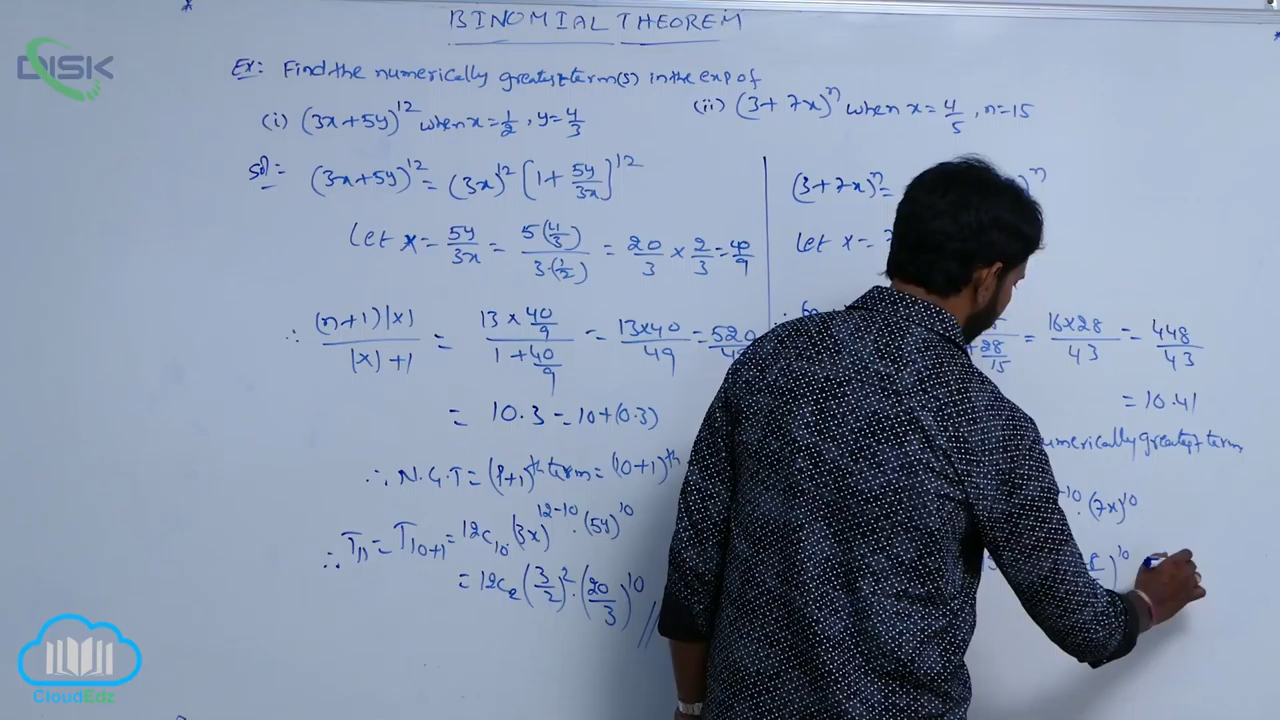 BINOMIAL THEOREM
DISK
Ex: Find the numerically greatest term(s) in the exp of
(i) (3x+5y)^12 when x=1/2, y=4/3
(ii) (3+7x)^n when x=4/5, n=15
Sol: (3x+5y)^12 = (3x)^12 [1+5y/3x]^12
Let x = 5y/3x = 5(4/3)/3·(1/2) = 20/3 × 2/3 = 40/9
∴ (n+1)|x|/|x|+1 = 13×40/9/1+40/9 = 13×40/49 = 520
= 10.3 = 10+(0.3)
∴ N.G.T = (P+1)^th term = (10+1)^th
∴ T11 = T10+1 = 12C10·(3x)^12-10·(5y)^10
= 12C2(3/2)^2·(20/3)^10 //
(3+7x)^n =
)^n
Let x =
28/15 = 16×28/43 = 448/43
= 10.41
numerically greatest term
-10·(7x)^10
)^10
CloudEdz